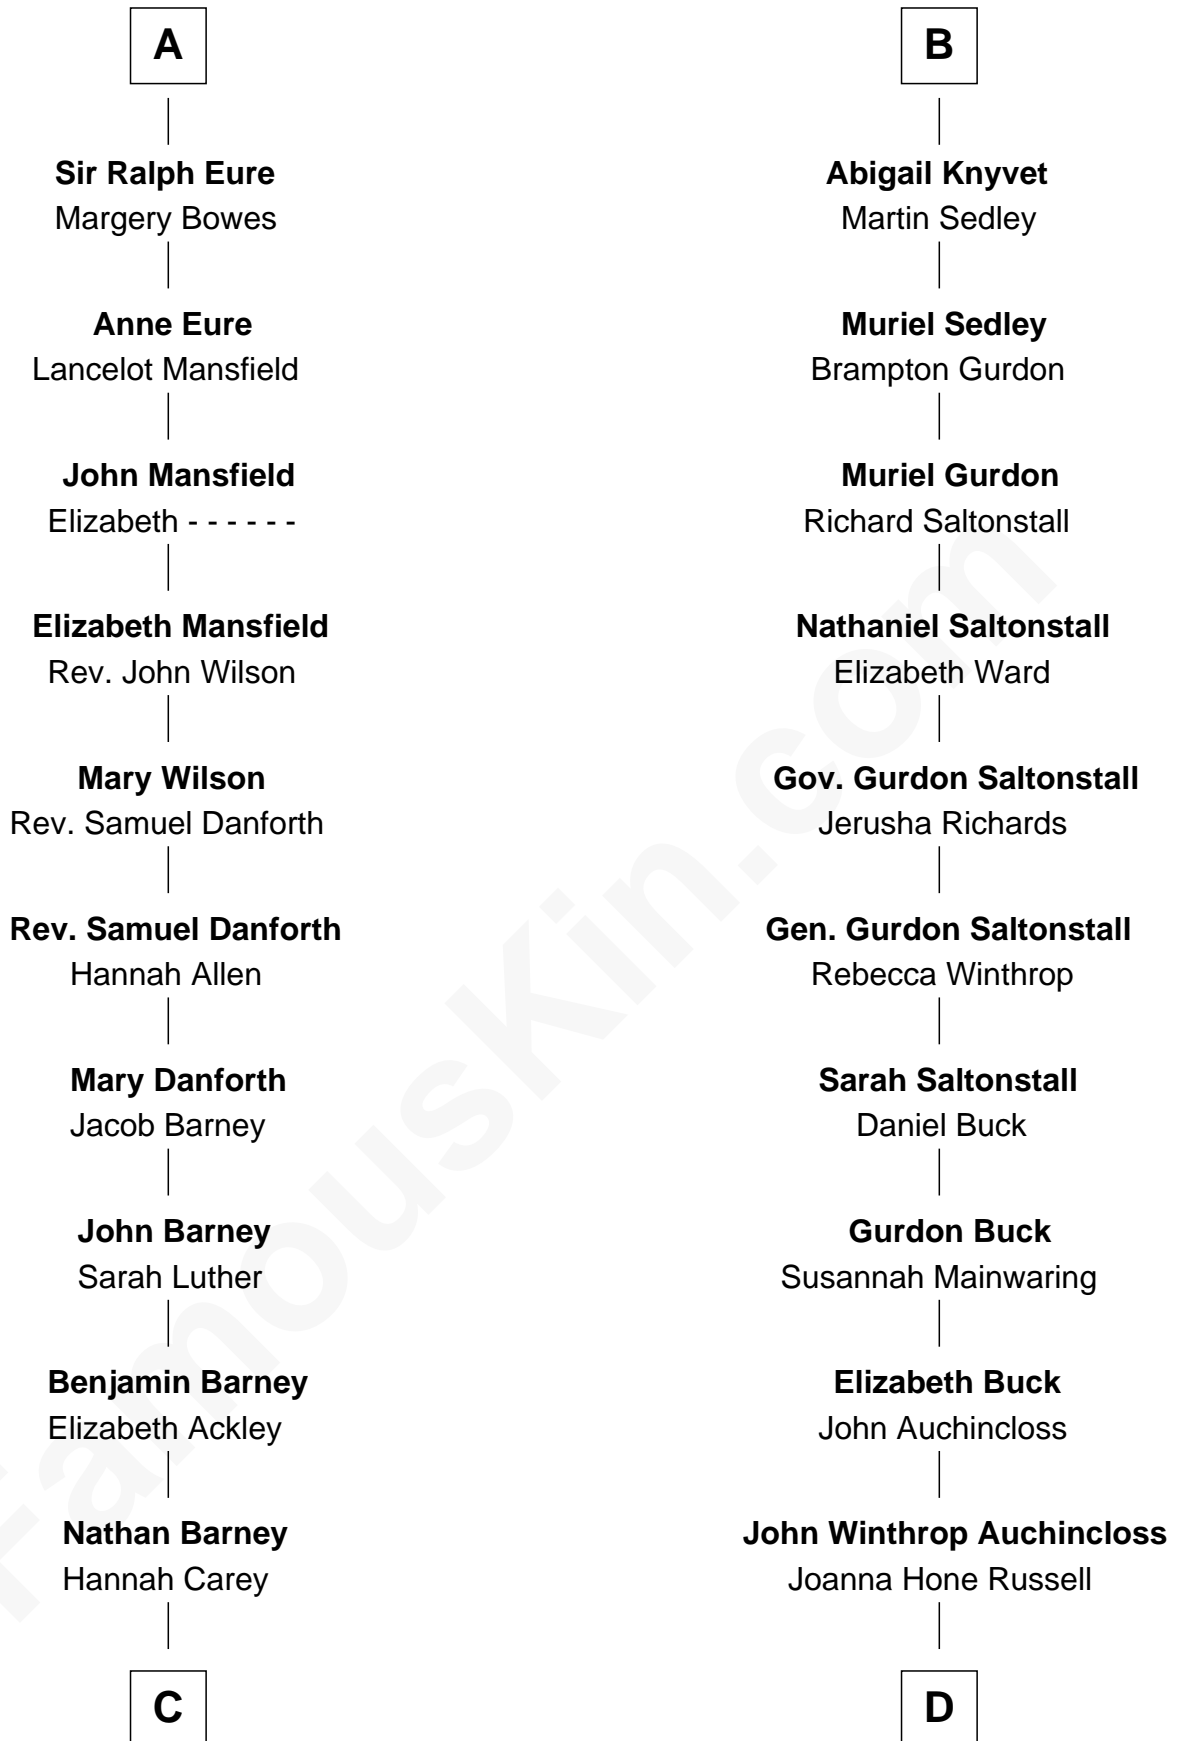 A
Sir Ralph Eure
Margery Bowes
Anne Eure
Lancelot Mansfield
John Mansfield
Elizabeth - - - - - -
Elizabeth Mansfield
Rev. John Wilson
Mary Wilson
Rev. Samuel Danforth
Rev. Samuel Danforth
Hannah Allen
Mary Danforth
Jacob Barney
John Barney
Sarah Luther
Benjamin Barney
Elizabeth Ackley
Nathan Barney
Hannah Carey
C
B
Abigail Knyvet
Martin Sedley
Muriel Sedley
Brampton Gurdon
Muriel Gurdon
Richard Saltonstall
Nathaniel Saltonstall
Elizabeth Ward
Gov. Gurdon Saltonstall
Jerusha Richards
Gen. Gurdon Saltonstall
Rebecca Winthrop
Sarah Saltonstall
Daniel Buck
Gurdon Buck
Susannah Mainwaring
Elizabeth Buck
John Auchincloss
John Winthrop Auchincloss
Joanna Hone Russell
D
FamousKin.com